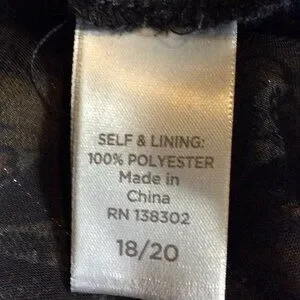 SELF & LINING:
100% POLYESTER
Made in
China
RN 138302
18/20